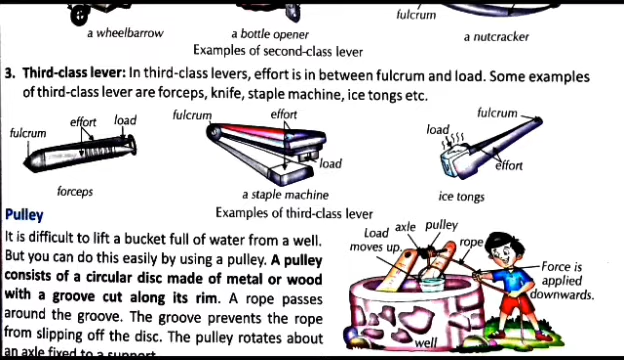 fulcrum
a wheelbarrow
a bottle opener
a nutcracker
Examples of second-class lever
3. Third-class lever: In third-class levers, effort is in between fulcrum and load. Some examples
of third-class lever are forceps, knife, staple machine, ice tongs etc.
fulcrum
effort
load
forceps
fulcrum
effort
load
a staple machine
fulcrum
load
effort
ice tongs
Examples of third-class lever
Pulley
It is difficult to lift a bucket full of water from a well.
But you can do this easily by using a pulley. A pulley
consists of a circular disc made of metal or wood
with a groove cut along its rim. A rope passes
around the groove. The groove prevents the rope
from slipping off the disc. The pulley rotates about
an axle fixed to a support
Load
moves up.
axle
pulley
rope
Force is
applied
downwards.
well